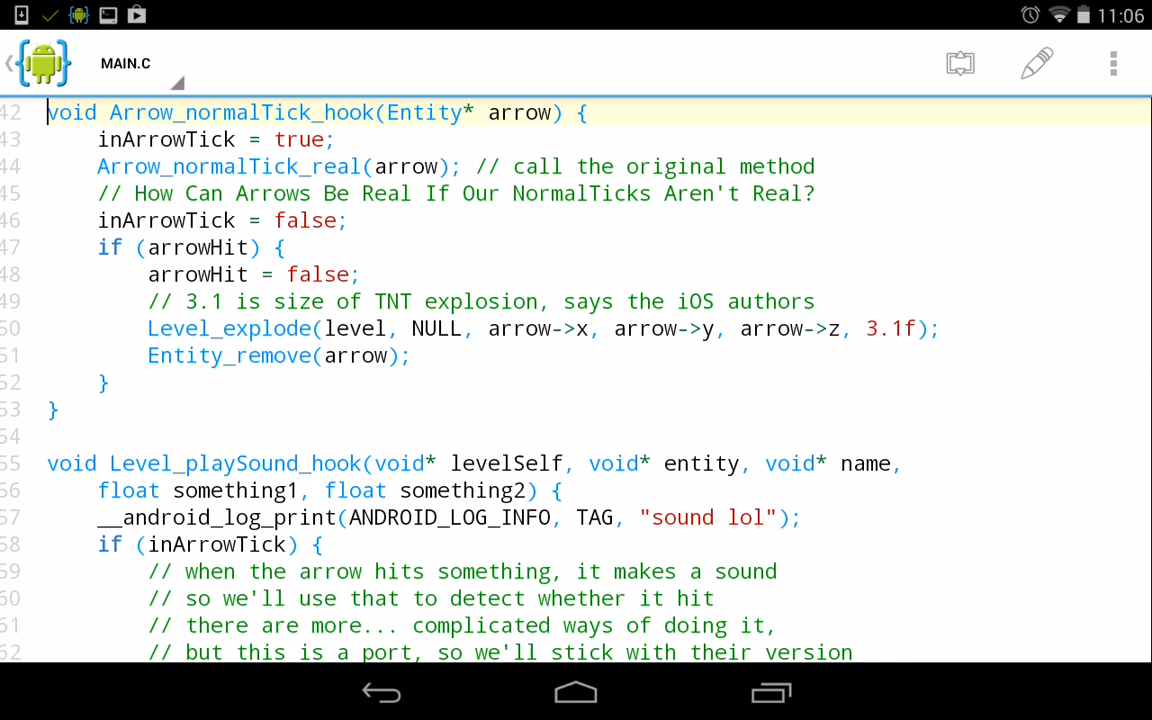 11:06
MAIN.C
42 void Arrow_normalTick_hook(Entity* arrow) {
43 inArrowTick = true;
44 Arrow_normalTick_real(arrow); // call the original method
45 // How Can Arrows Be Real If Our NormalTicks Aren't Real?
46 inArrowTick = false;
47 if (arrowHit) {
48 arrowHit = false;
49 // 3.1 is size of TNT explosion, says the iOS authors
50 Level_explode(level, NULL, arrow->x, arrow->y, arrow->z, 3.1f);
51 Entity_remove(arrow);
52 }
53 }
54
55 void Level_playSound_hook(void* levelSelf, void* entity, void* name,
56 float something1, float something2) {
57 __android_log_print(ANDROID_LOG_INFO, TAG, "sound lol");
58 if (inArrowTick) {
59 // when the arrow hits something, it makes a sound
60 // so we'll use that to detect whether it hit
61 // there are more... complicated ways of doing it,
62 // but this is a port, so we'll stick with their version